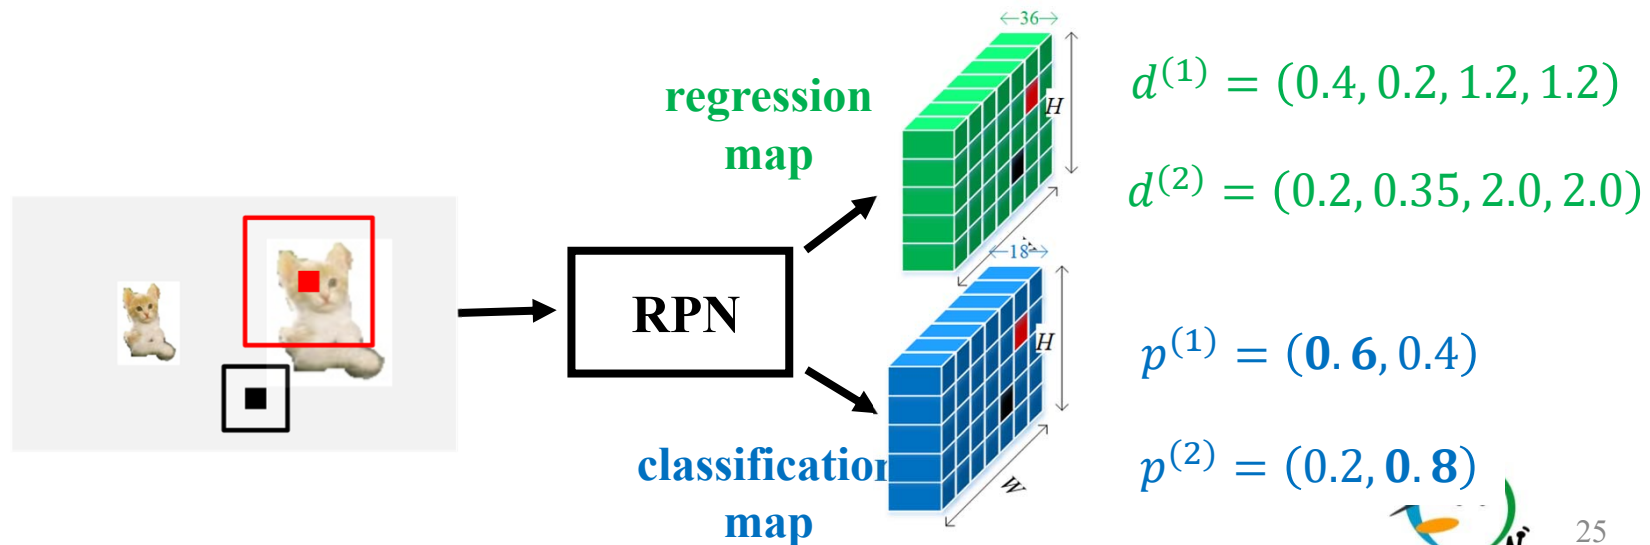 ←36→
regression
map
H
d^(1) = (0.4, 0.2, 1.2, 1.2)
d^(2) = (0.2, 0.35, 2.0, 2.0)
RPN
←18→
H
p^(1) = (0.6, 0.4)
p^(2) = (0.2, 0.8)
classification
map
W
25